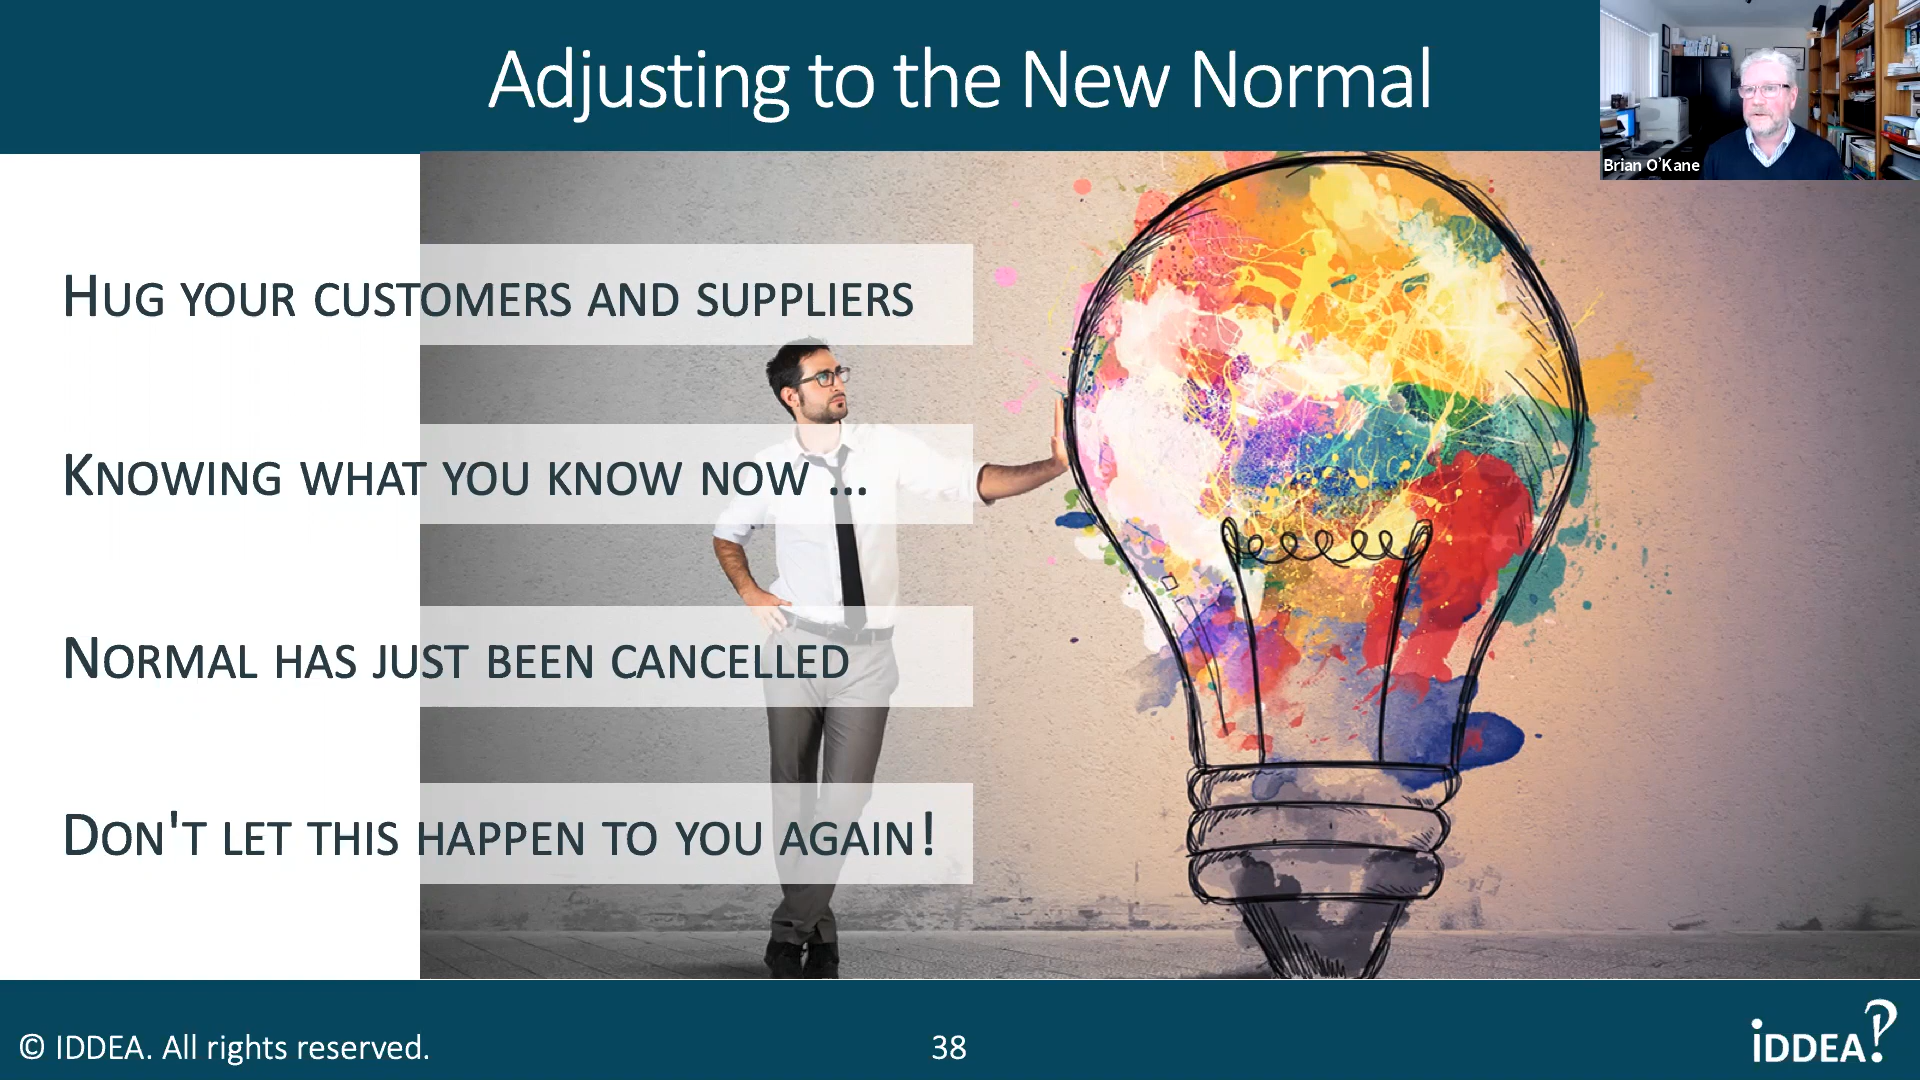 Adjusting to the New Normal
Brian O'Kane
Hug your customers and suppliers
Knowing what you know now ...
Normal has just been cancelled
Don't let this happen to you again!
© IDDEA. All rights reserved.
38
iDDEA?